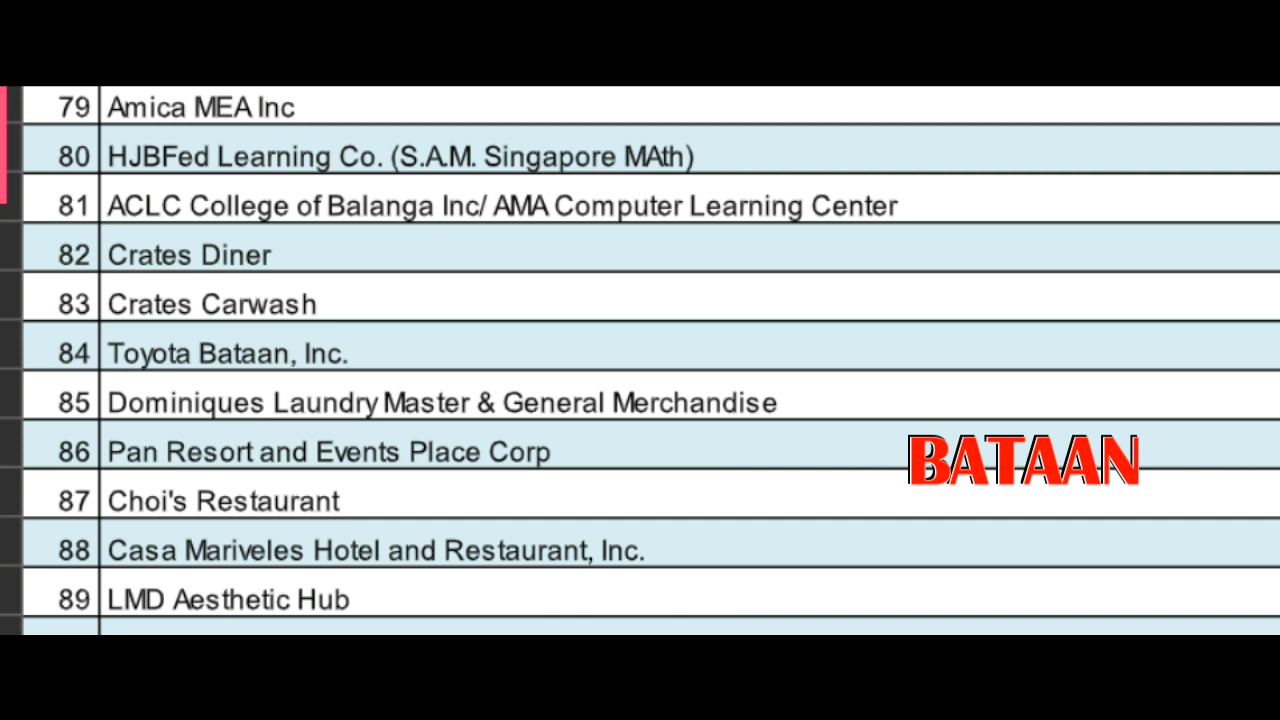 79 Amica MEA Inc
80 HJBFed Learning Co. (S.A.M. Singapore MAth)
81 ACLC College of Balanga Inc/ AMA Computer Learning Center
82 Crates Diner
83 Crates Carwash
84 Toyota Bataan, Inc.
85 Dominiques Laundry Master & General Merchandise
86 Pan Resort and Events Place Corp
BATAAN
87 Choi's Restaurant
88 Casa Mariveles Hotel and Restaurant, Inc.
89 LMD Aesthetic Hub